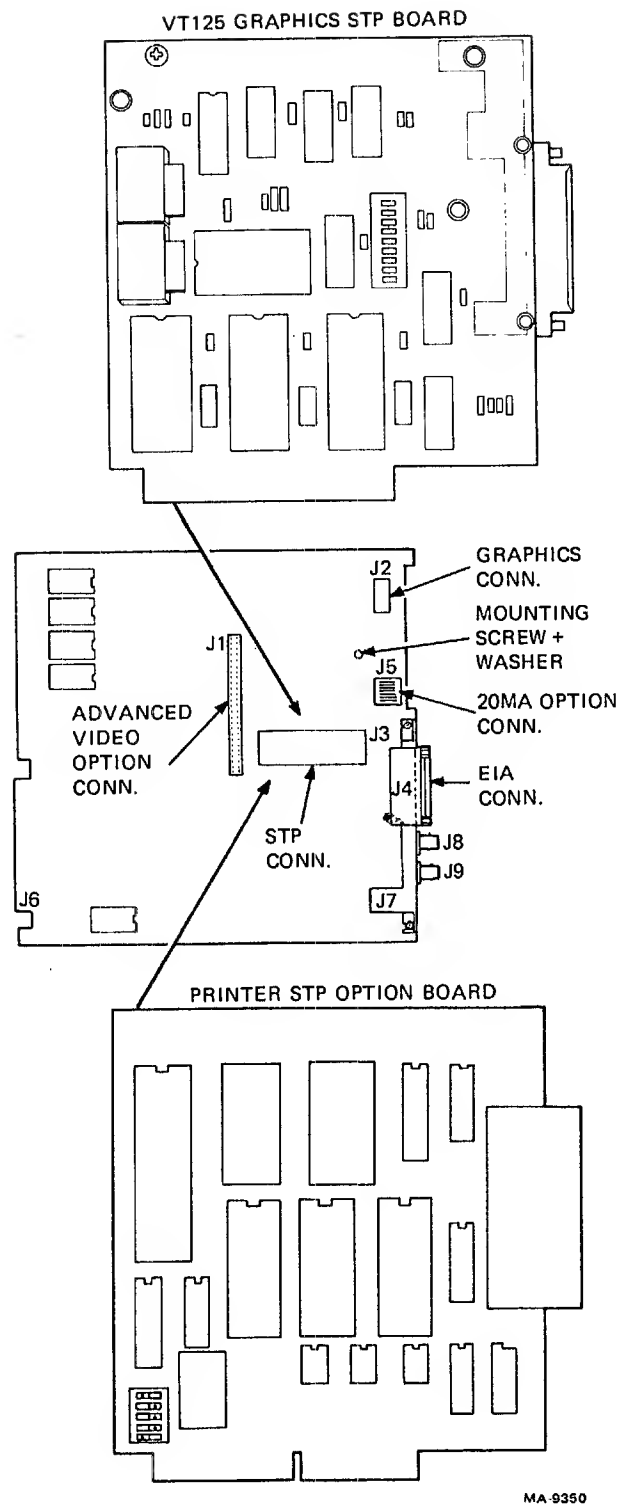 VT125 GRAPHICS STP BOARD
J2
GRAPHICS
CONN.
MOUNTING
SCREW +
WASHER
J1
J5
20MA OPTION
CONN.
ADVANCED
VIDEO
OPTION
CONN.
J3
J4
EIA
CONN.
STP
CONN.
J8
J9
J6
J7
PRINTER STP OPTION BOARD
MA-9350